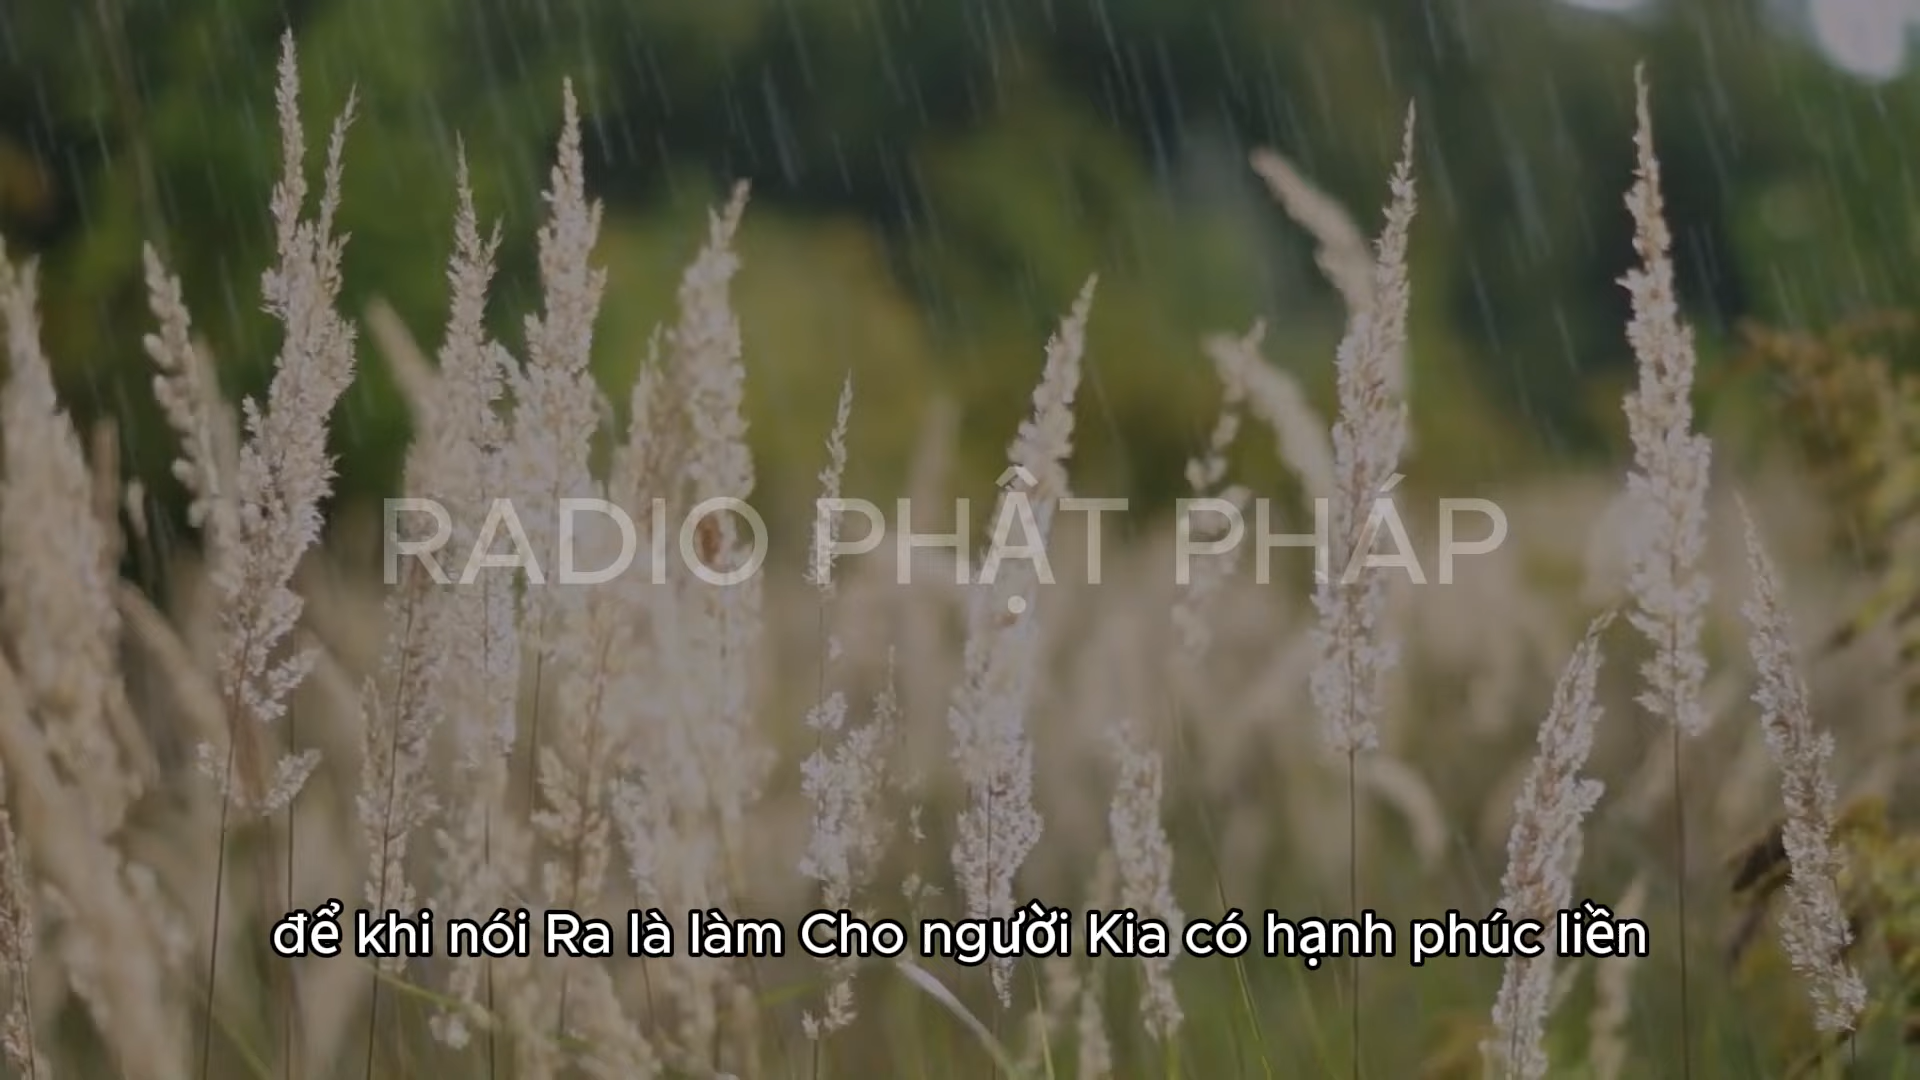 RADIO PHẬT PHÁP
để khi nói Ra là làm Cho người Kia có hạnh phúc liền